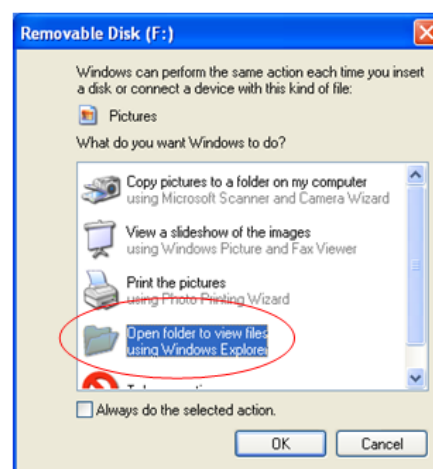 Removable Disk (F:)
Windows can perform the same action each time you insert
a disk or connect a device with this kind of file:
Pictures
What do you want Windows to do?
Copy pictures to a folder on my computer
using Microsoft Scanner and Camera Wizard
View a slideshow of the images
using Windows Picture and Fax Viewer
Print the pictures
using Photo Printing Wizard
Open folder to view files
using Windows Explorer
Always do the selected action.
OK
Cancel